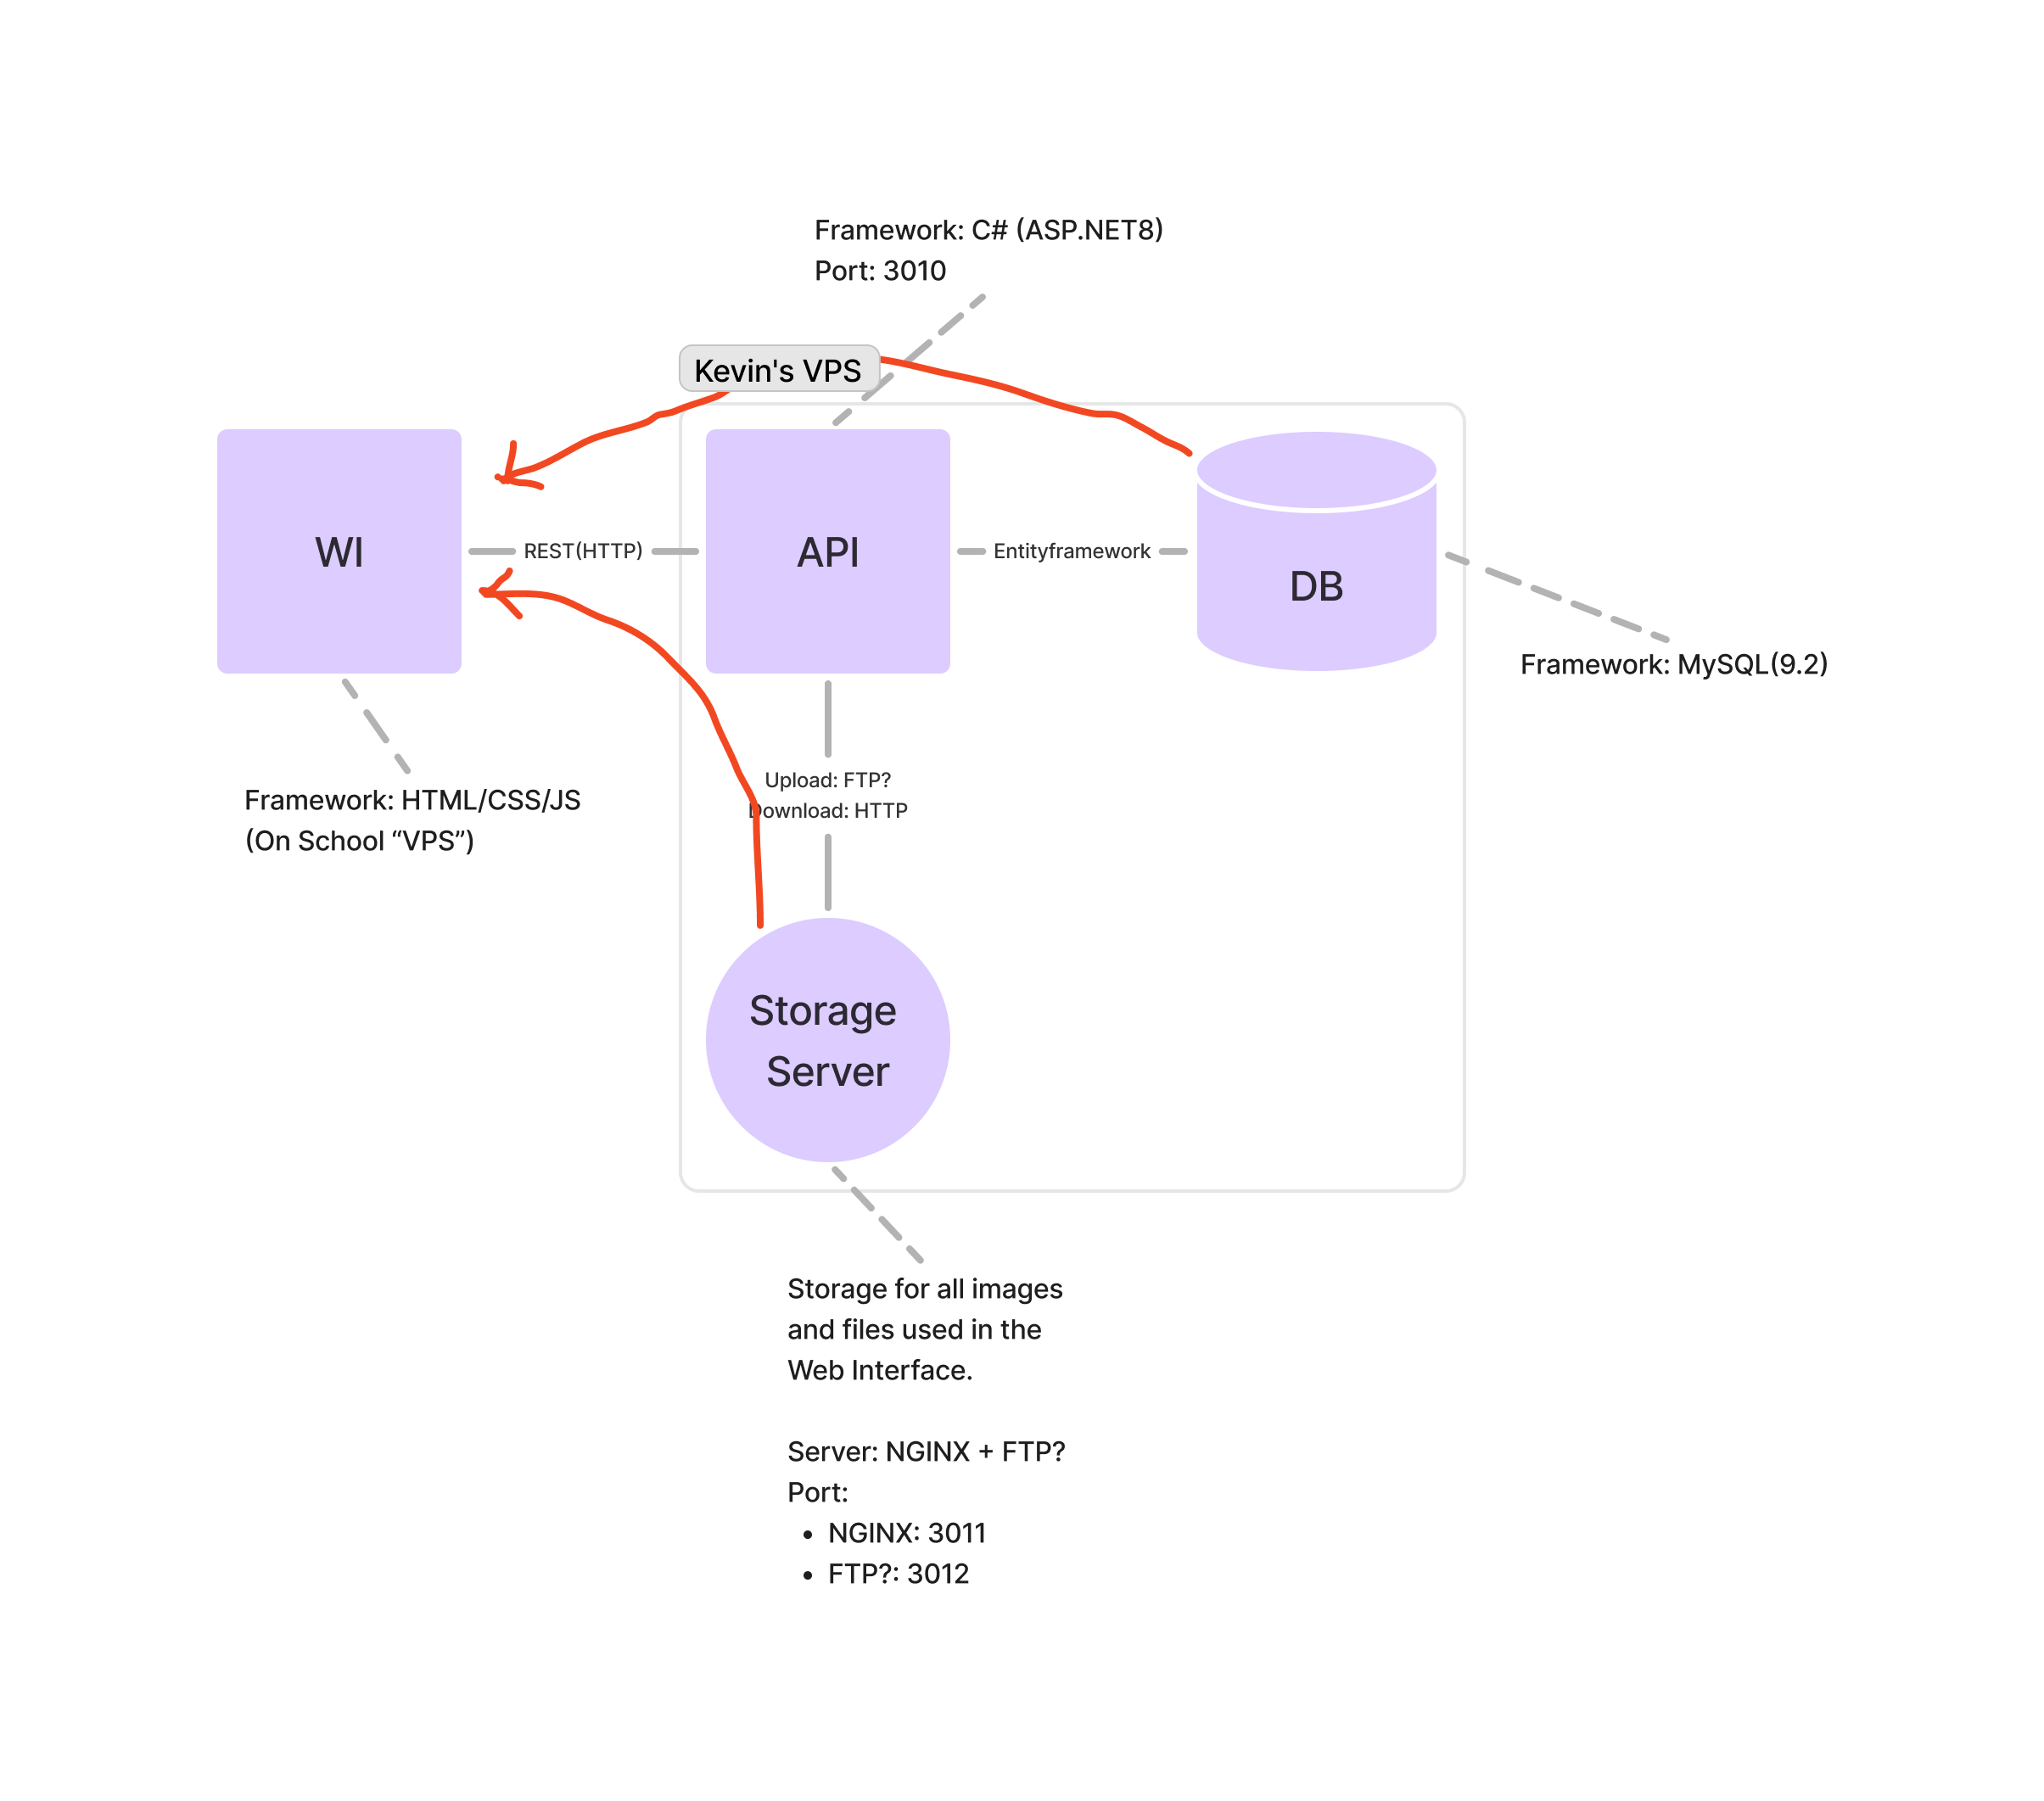 Framework: C# (ASP.NET8)
Port: 3010
Kevin's VPS
WI
REST(HTTP)
API
Entityframework
DB
Framework: MySQL(9.2)
Upload: FTP?
Download: HTTP
Framework: HTML/CSS/JS
(On School “VPS”)
Storage
Server
Storage for all images
and files used in the
Web Interface.
Server: NGINX + FTP?
Port:
• NGINX: 3011
• FTP?: 3012